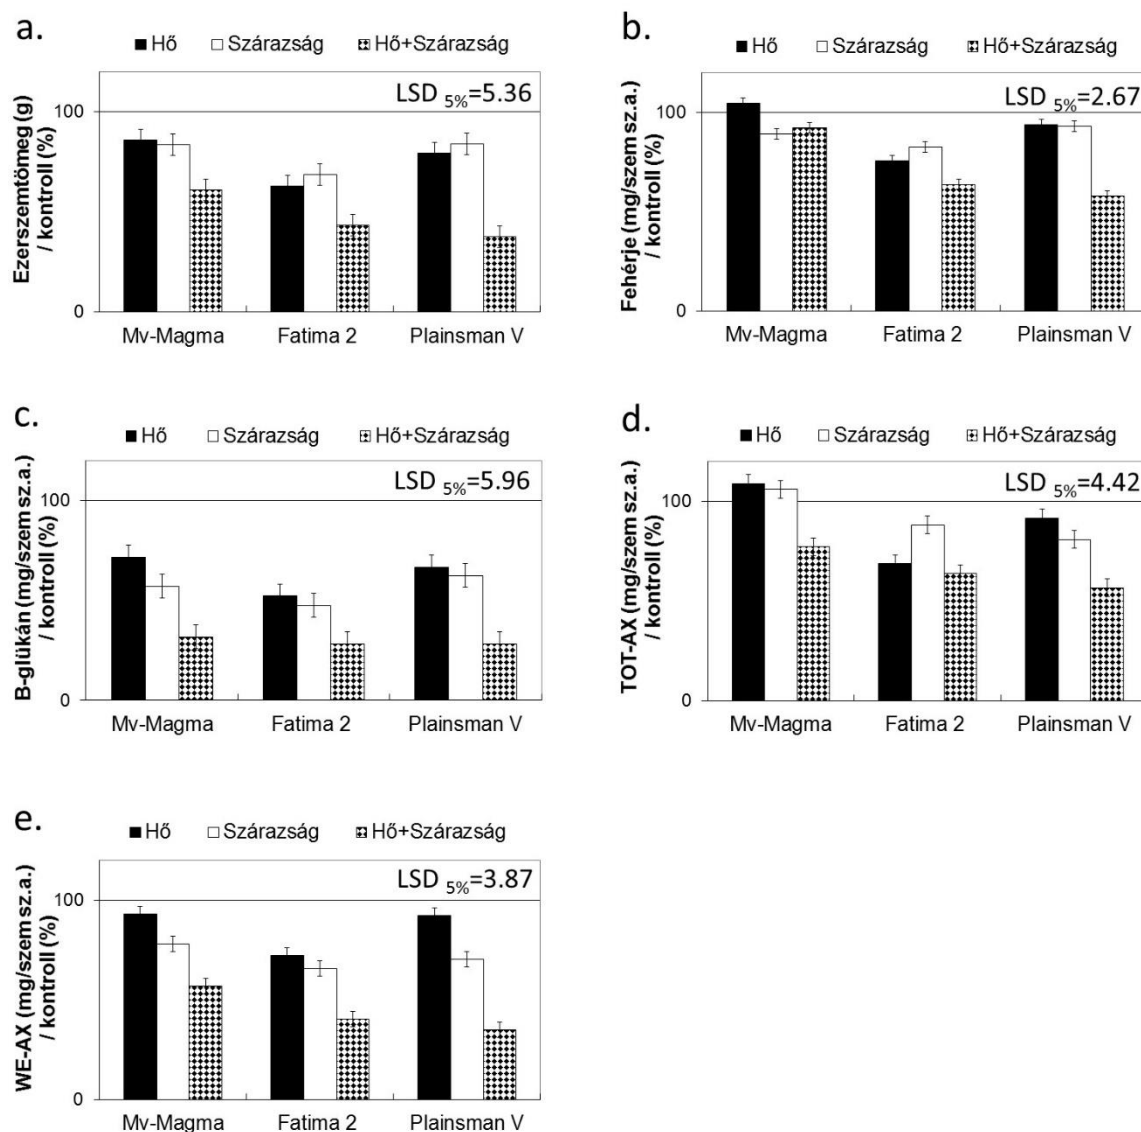 a.
Hő Szárazság Hő+Szárazság
LSD 5%=5.36
Ezerszemtömeg (g)
/ kontroll (%)
100
0
Mv-Magma Fatima 2 Plainsman V
b.
Hő Szárazság Hő+Szárazság
LSD 5%=2.67
Fehérje (mg/szem sz.a.)
/ kontroll (%)
100
0
Mv-Magma Fatima 2 Plainsman V
c.
Hő Szárazság Hő+Szárazság
LSD 5%=5.96
B-glükán (mg/szem sz.a.)
/ kontroll (%)
100
0
Mv-Magma Fatima 2 Plainsman V
d.
Hő Szárazság Hő+Szárazság
LSD 5%=4.42
TOT-AX (mg/szem sz.a.)
/ kontroll (%)
100
0
Mv-Magma Fatima 2 Plainsman V
e.
Hő Szárazság Hő+Szárazság
LSD 5%=3.87
WE-AX (mg/szem sz.a.)
/ kontroll (%)
100
0
Mv-Magma Fatima 2 Plainsman V